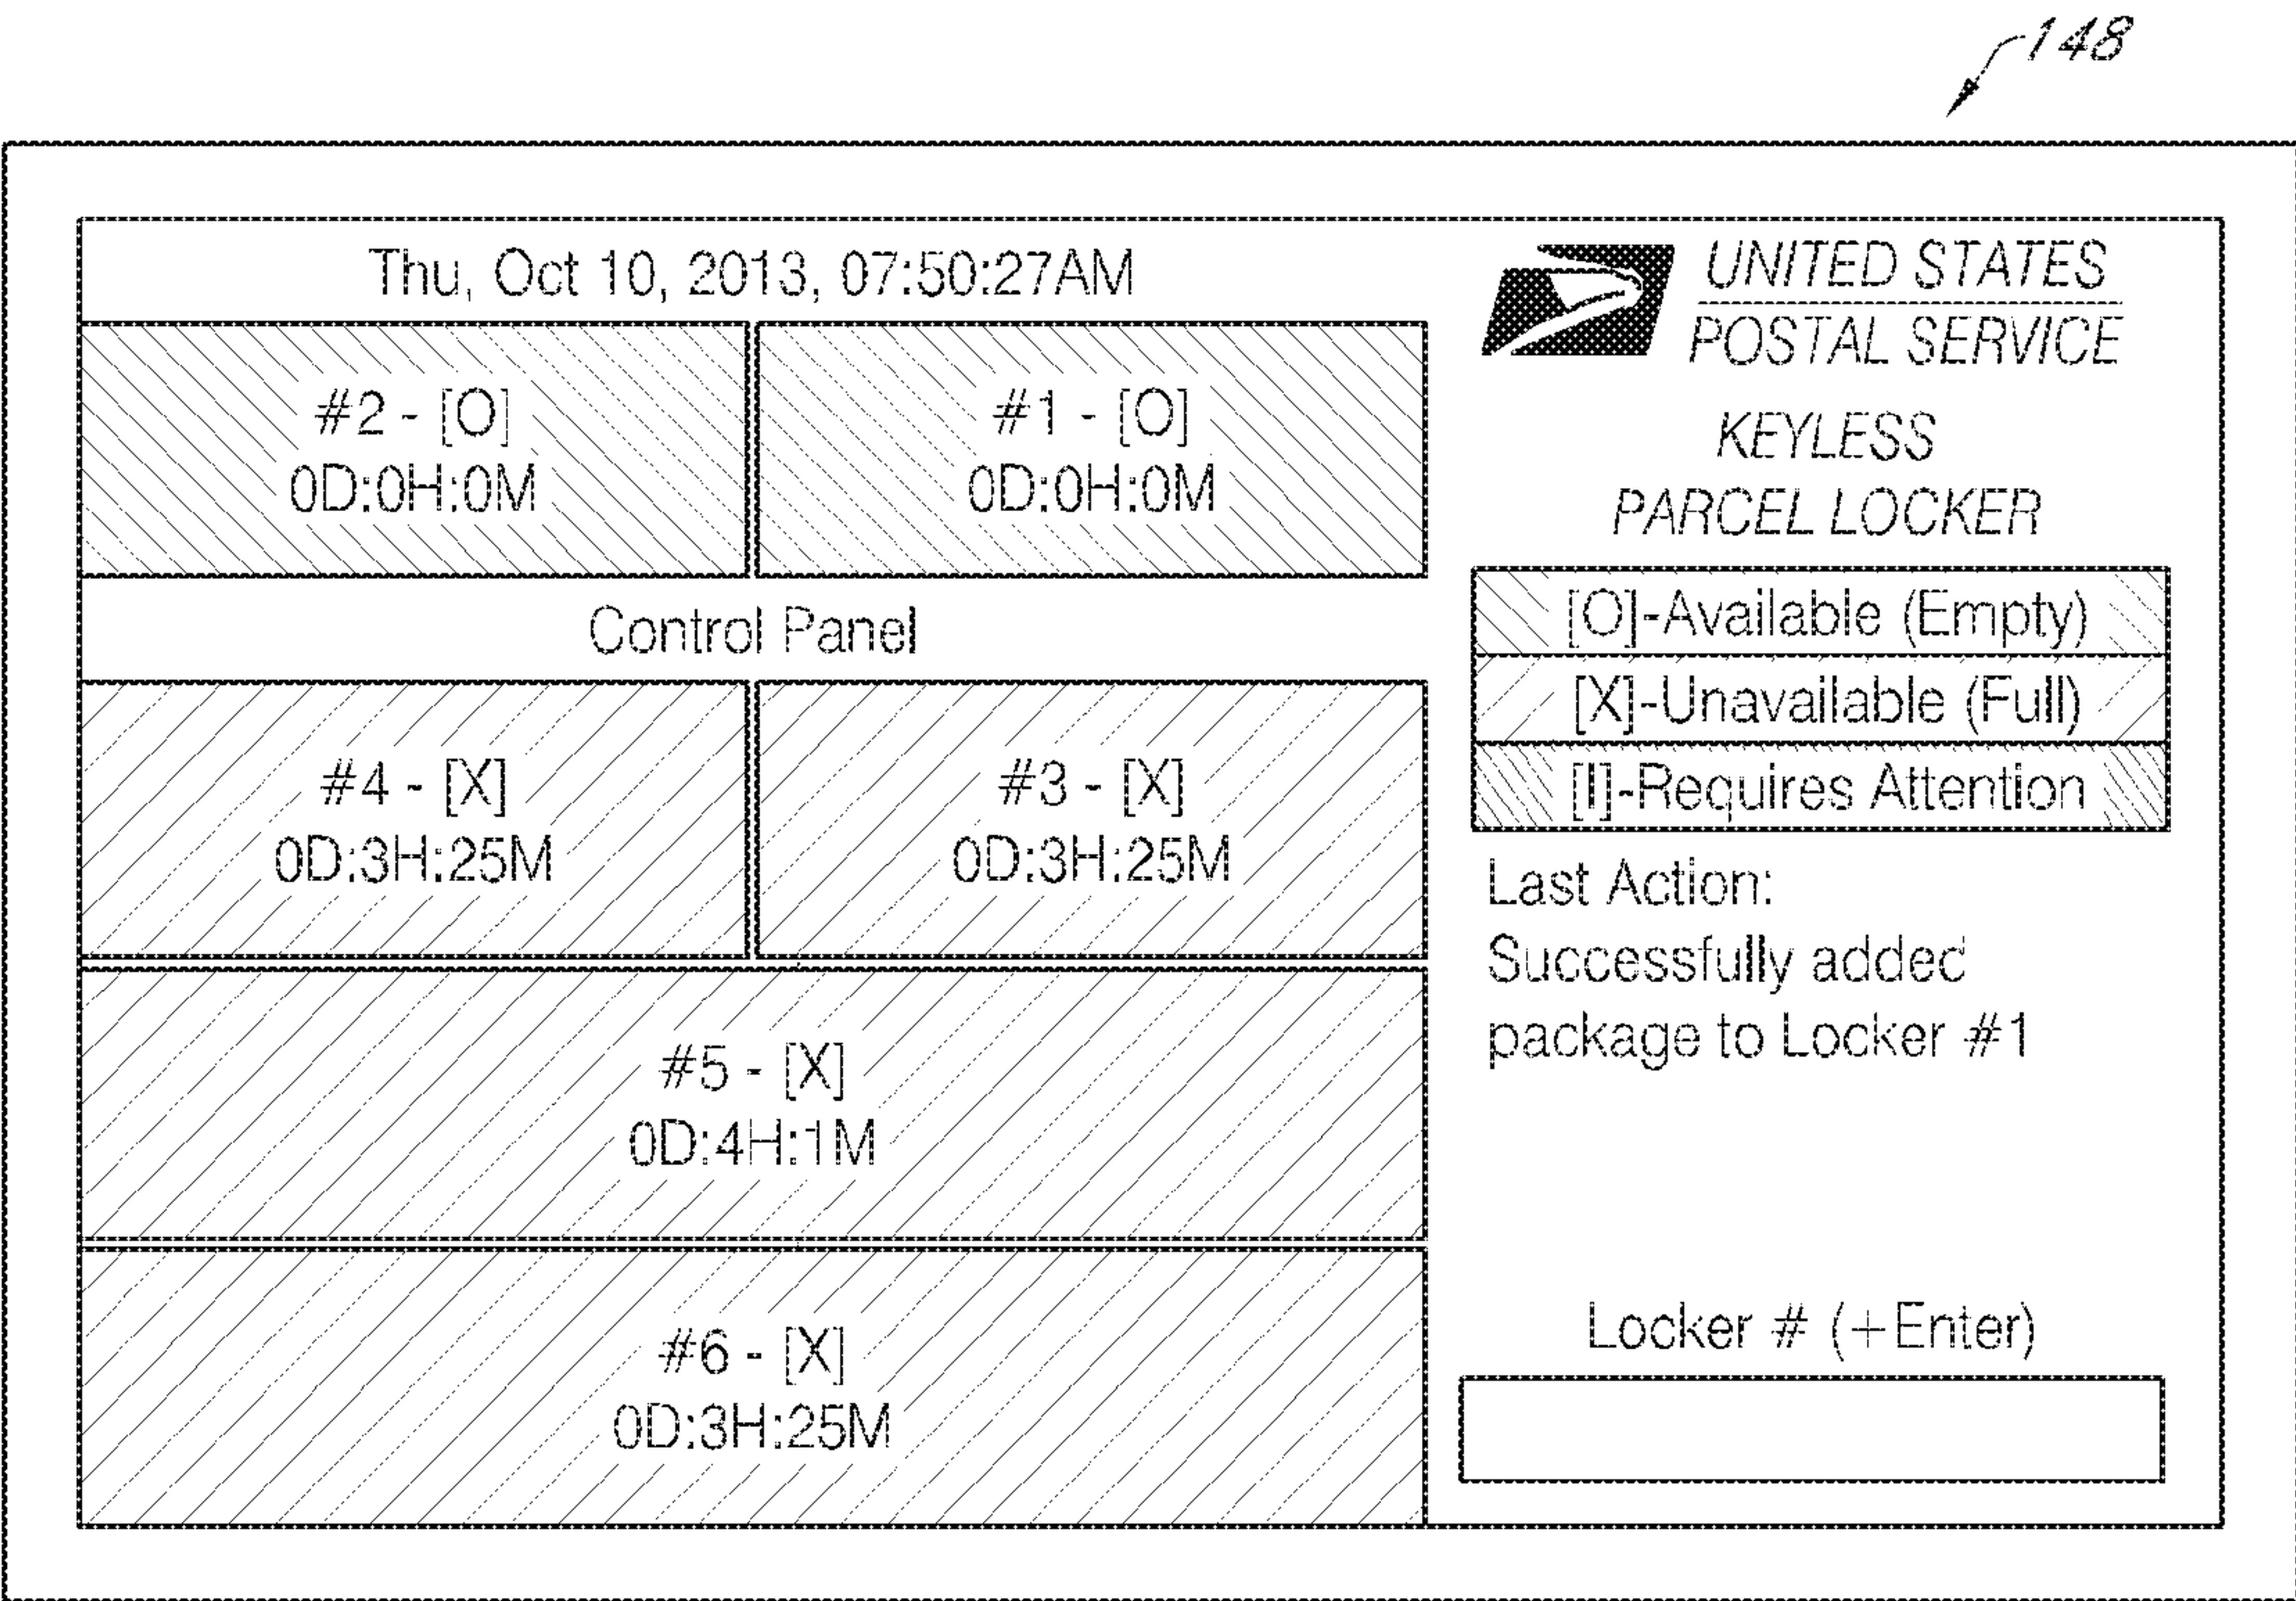 148
Thu, Oct 10, 2013, 07:50:27AM
#2 - [O]
0D:0H:0M
#1 - [O]
0D:0H:0M
Control Panel
#4 - [X]
0D:3H:25M
#3 - [X]
0D:3H:25M
#5 - [X]
0D:4H:1M
#6 - [X]
0D:3H:25M
UNITED STATES
POSTAL SERVICE
KEYLESS
PARCEL LOCKER
[O]-Available (Empty)
[X]-Unavailable (Full)
[I]-Requires Attention
Last Action:
Successfully added
package to Locker #1
Locker # (+Enter)